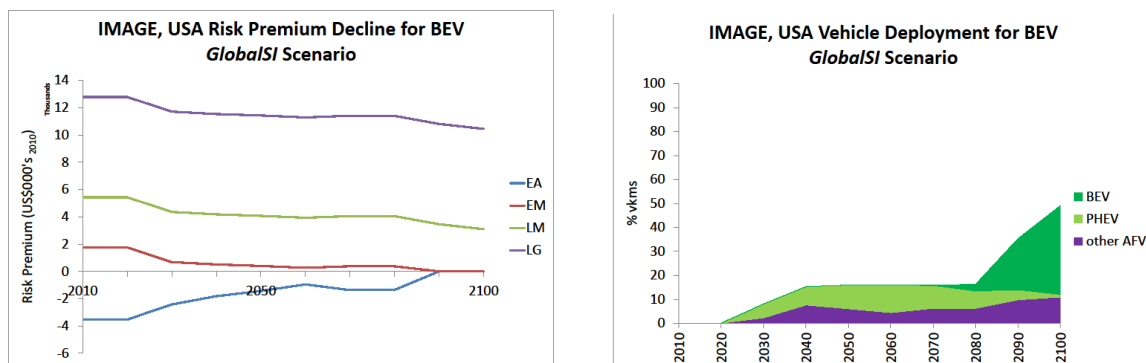 IMAGE, USA Risk Premium Decline for BEV
GlobalSI Scenario
Thousands
Risk Premium (US$000's 2010)
14
12
10
8
6
4
2
0
-2
-4
-6
2010
2050
2100
EA
EM
LM
LG
IMAGE, USA Vehicle Deployment for BEV
GlobalSI Scenario
% vkms
100
90
80
70
60
50
40
30
20
10
0
2010
2020
2030
2040
2050
2060
2070
2080
2090
2100
BEV
PHEV
other AFV